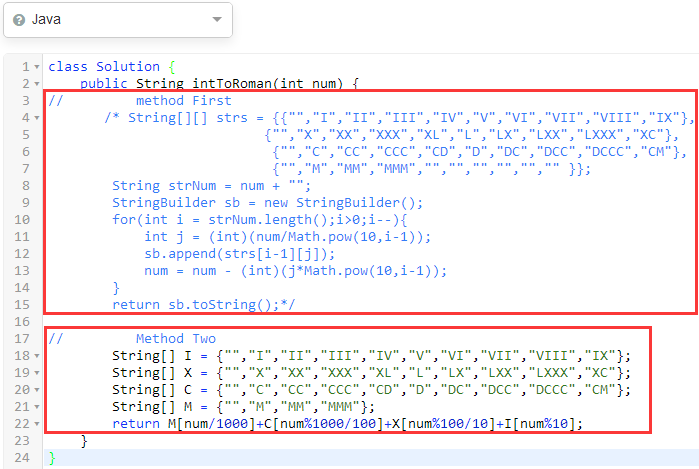 Java
1 class Solution {
2 public String intToRoman(int num) {
3 // method First
4 /* String[][] strs = {{"","I","II","III","IV","V","VI","VII","VIII","IX"},
5 {"","X","XX","XXX","XL","L","LX","LXX","LXXX","XC"},
6 {"","C","CC","CCC","CD","D","DC","DCC","DCCC","CM"},
7 {"","M","MM","MMM","","","","","","" }};
8 String strNum = num + "";
9 StringBuilder sb = new StringBuilder();
10 for(int i = strNum.length();i>0;i--){
11 int j = (int)(num/Math.pow(10,i-1));
12 sb.append(strs[i-1][j]);
13 num = num - (int)(j*Math.pow(10,i-1));
14 }
15 return sb.toString();*/
16
17 // Method Two
18 String[] I = {"","I","II","III","IV","V","VI","VII","VIII","IX"};
19 String[] X = {"","X","XX","XXX","XL","L","LX","LXX","LXXX","XC"};
20 String[] C = {"","C","CC","CCC","CD","D","DC","DCC","DCCC","CM"};
21 String[] M = {"","M","MM","MMM"};
22 return M[num/1000]+C[num%1000/100]+X[num%100/10]+I[num%10];
23 }
24 }